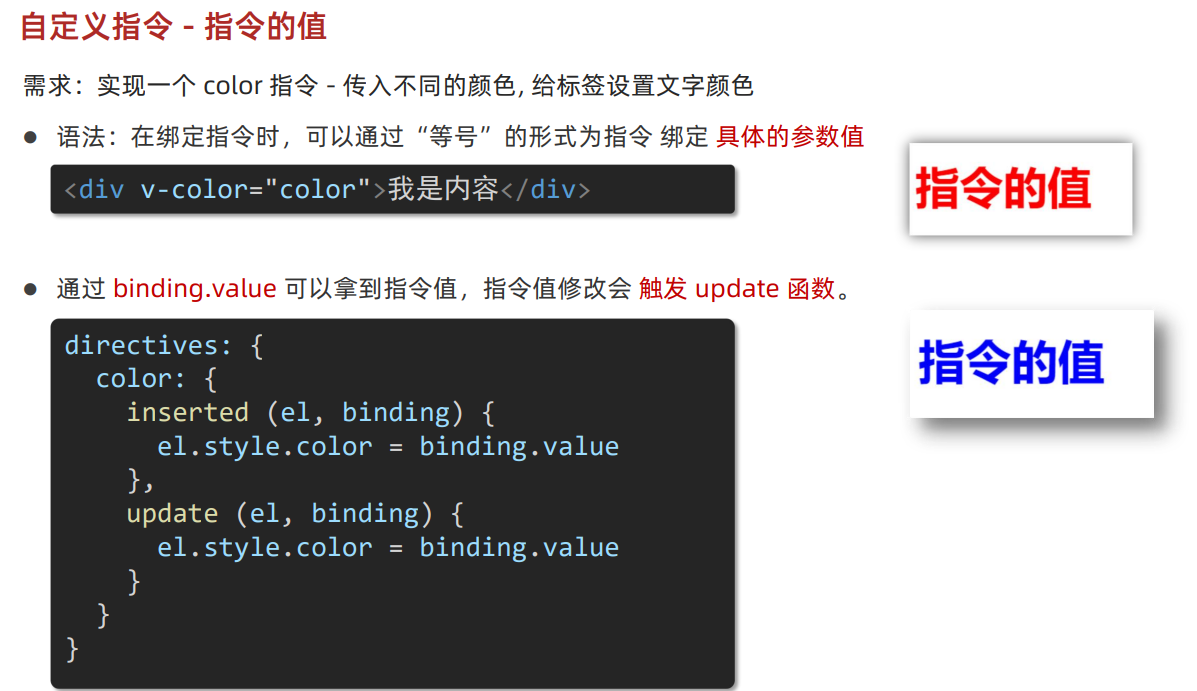 自定义指令 - 指令的值
需求：实现一个 color 指令 - 传入不同的颜色, 给标签设置文字颜色
● 语法：在绑定指令时，可以通过“等号”的形式为指令 绑定 具体的参数值
<div v-color="color">我是内容</div>
指令的值
● 通过 binding.value 可以拿到指令值，指令值修改会 触发 update 函数。
指令的值
directives: {
  color: {
    inserted (el, binding) {
      el.style.color = binding.value
    },
    update (el, binding) {
      el.style.color = binding.value
    }
  }
}